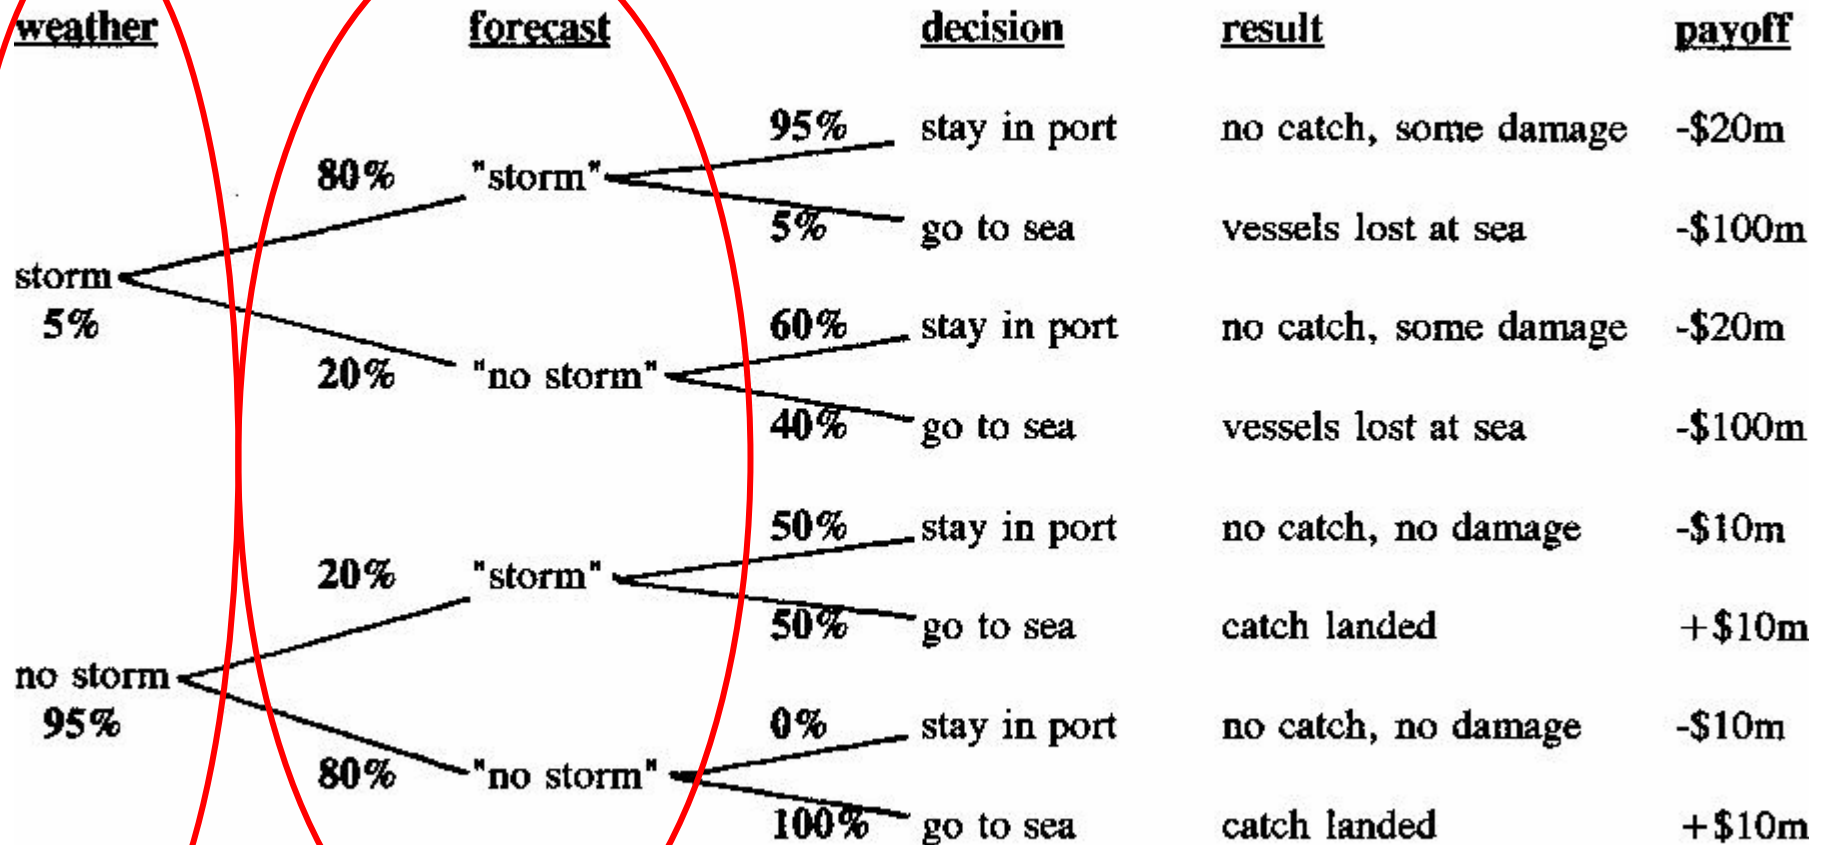 weather forecast decision result payoff
95% stay in port no catch, some damage -$20m
80% "storm"
5% go to sea vessels lost at sea -$100m
storm
5% 60% stay in port no catch, some damage -$20m
20% "no storm"
40% go to sea vessels lost at sea -$100m
50% stay in port no catch, no damage -$10m
20% "storm"
50% go to sea catch landed +$10m
no storm
95% 0% stay in port no catch, no damage -$10m
80% "no storm"
100% go to sea catch landed +$10m